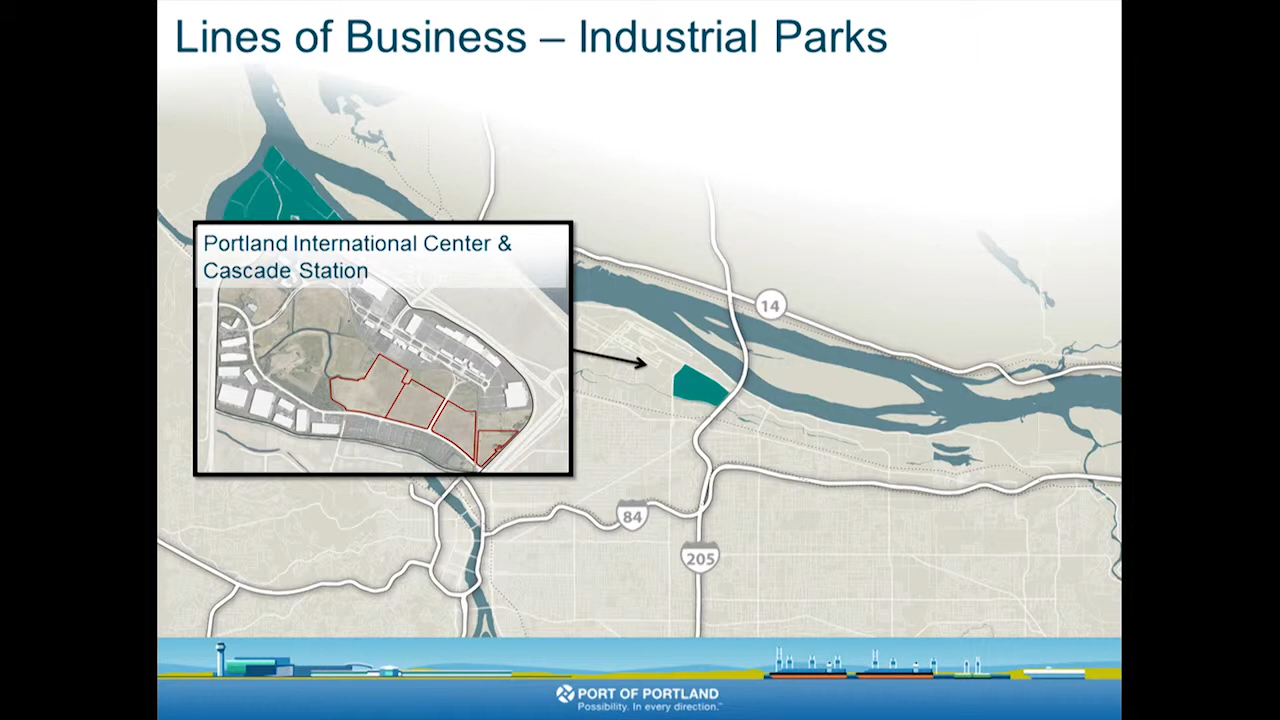 Lines of Business – Industrial Parks
Portland International Center &
Cascade Station
14
84
205
PORT OF PORTLAND
Possibility. In every direction.™